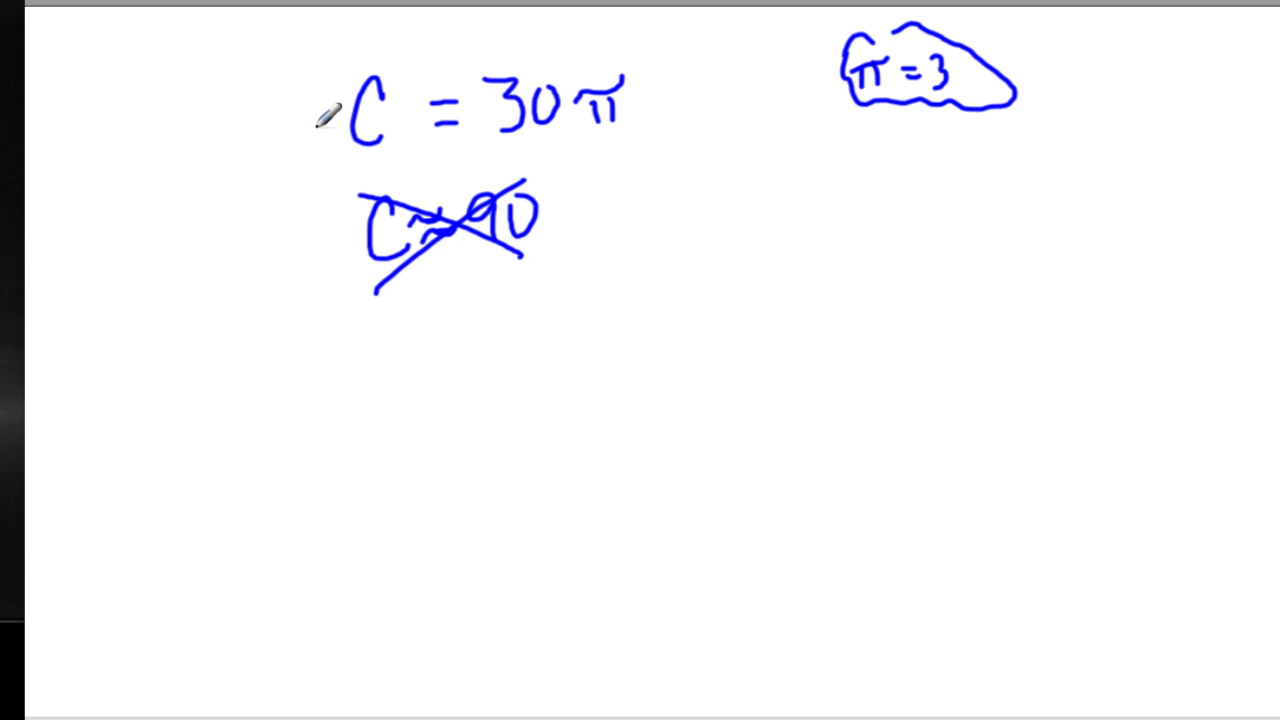 C = 30π
π = 3
C ≈ 90